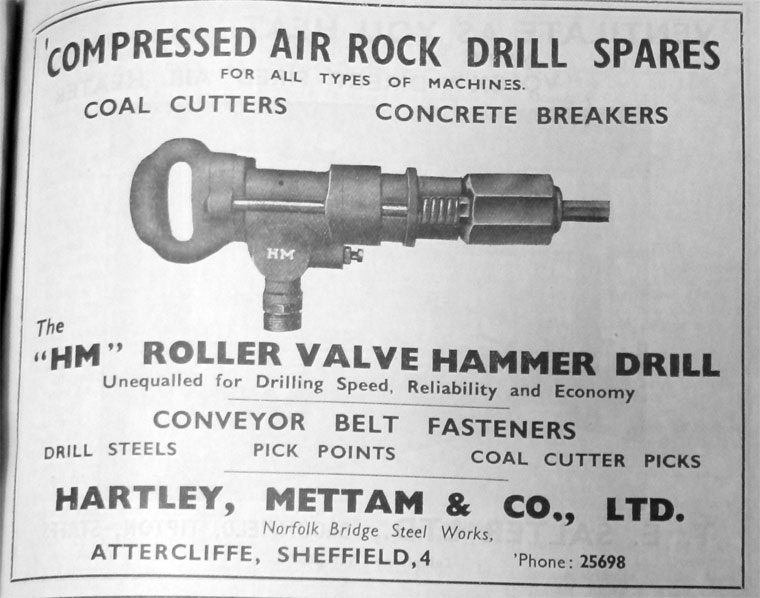 'COMPRESSED AIR ROCK DRILL SPARES
FOR ALL TYPES OF MACHINES.
COAL CUTTERS CONCRETE BREAKERS
HM
The
"HM" ROLLER VALVE HAMMER DRILL
Unequalled for Drilling Speed, Reliability and Economy
CONVEYOR BELT FASTENERS
DRILL STEELS PICK POINTS COAL CUTTER PICKS
HARTLEY, METTAM & CO., LTD.
Norfolk Bridge Steel Works,
ATTERCLIFFE, SHEFFIELD,4 'Phone: 25698